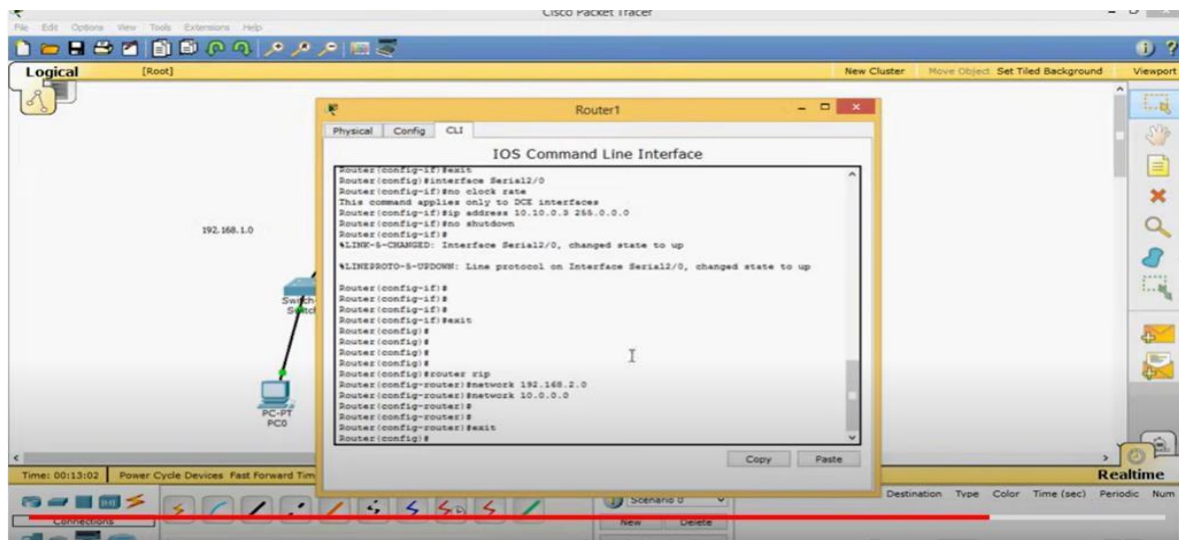 Cisco Packet Tracer
File Edit Options View Tools Extensions Help
Logical [Root] New Cluster Move Object Set Tiled Background Viewport
Router1
Physical Config CLI
IOS Command Line Interface
Router(config-if)#exit
Router(config)#interface Serial2/0
Router(config-if)#no clock rate
This command applies only to DCE interfaces
Router(config-if)#ip address 10.10.0.3 255.0.0.0
Router(config-if)#no shutdown
Router(config-if)#
%LINK-5-CHANGED: Interface Serial2/0, changed state to up
%LINEPROTO-5-UPDOWN: Line protocol on Interface Serial2/0, changed state to up
Router(config-if)#
Router(config-if)#
Router(config-if)#
Router(config-if)#exit
Router(config)#
Router(config)#
Router(config)#
Router(config)#
Router(config)#router rip
Router(config-router)#network 192.168.2.0
Router(config-router)#network 10.0.0.0
Router(config-router)#
Router(config-router)#
Router(config-router)#exit
Router(config)#
Copy Paste
192.168.1.0
PC-PT
PC0
Time: 00:13:02 Power Cycle Devices Fast Forward Tim
Realtime
Connections
Scenario 0
New Delete
Destination Type Color Time (sec) Periodic Num